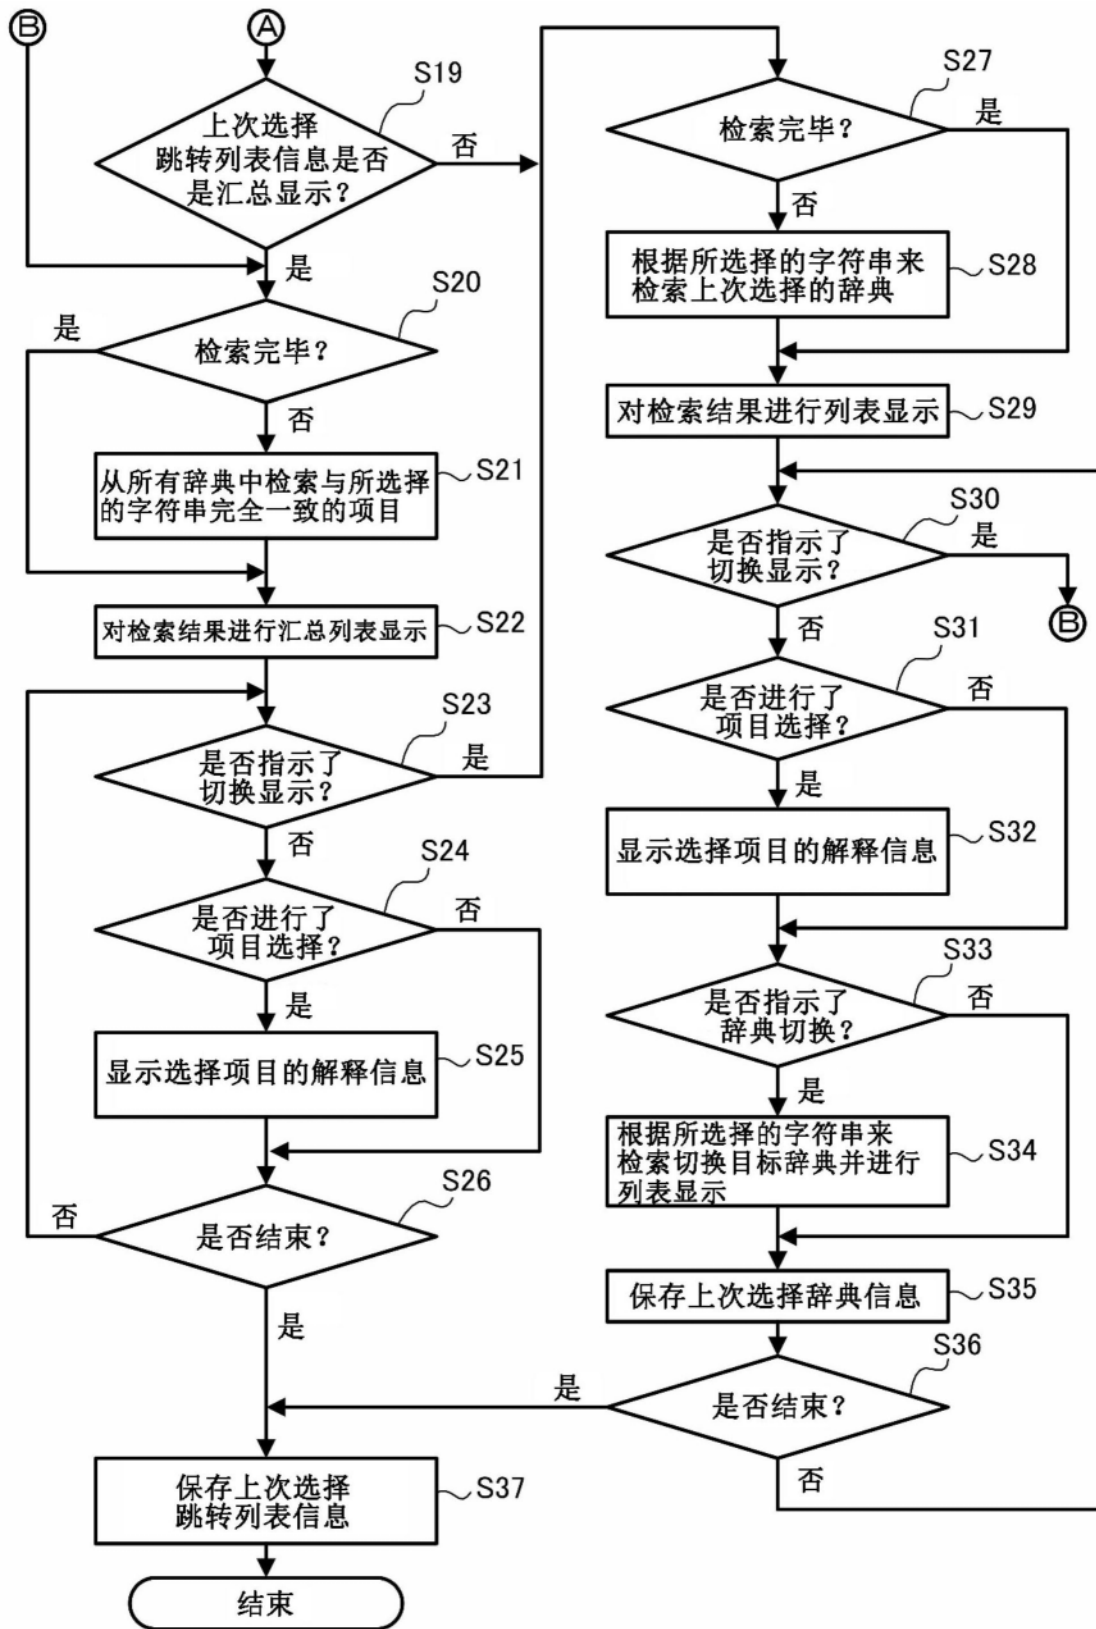 B
A
S19
上次选择
跳转列表信息是否
是汇总显示?
否
是
S20
是
检索完毕?
否
从所有辞典中检索与所选择
的字符串完全一致的项目
S21
对检索结果进行汇总列表显示
S22
S23
是否指示了
切换显示?
是
否
S24
是否进行了
项目选择?
否
是
显示选择项目的解释信息
S25
S26
否
是否结束?
是
保存上次选择
跳转列表信息
S37
结束
S27
检索完毕?
是
否
根据所选择的字符串来
检索上次选择的辞典
S28
对检索结果进行列表显示
S29
S30
是否指示了
切换显示?
是
B
否
S31
是否进行了
项目选择?
否
是
显示选择项目的解释信息
S32
S33
是否指示了
辞典切换?
否
是
根据所选择的字符串来
检索切换目标辞典并进行
列表显示
S34
保存上次选择辞典信息
S35
S36
是
是否结束?
否